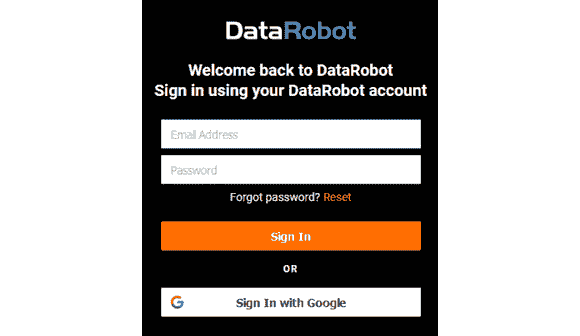 DataRobot
Welcome back to DataRobot
Sign in using your DataRobot account
Email Address
Password
Forgot password? Reset
Sign In
OR
Sign In with Google